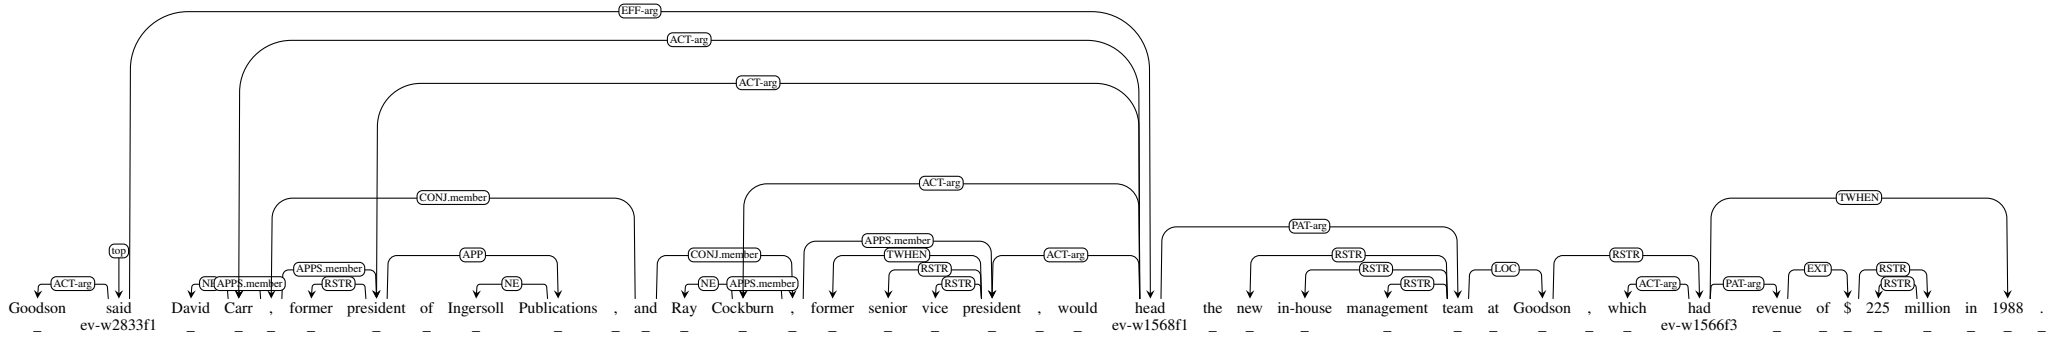 EFF-arg
ACT-arg
ACT-arg
ACT-arg
CONJ.member TWHEN
PAT-arg
APPS.member
top APP CONJ.member TWHEN ACT-arg RSTR RSTR
APPS.member RSTR RSTR LOC EXT RSTR
ACT-arg APPS.member RSTR NE NE APPS.member RSTR RSTR ACT-arg PAT-arg RSTR
Goodson said David Carr , former president of Ingersoll Publications , and Ray Cockburn , former senior vice president , would head the new in-house management team at Goodson , which had revenue of $ 225 million in 1988 .
_ ev-w2833f1 _ _ _ _ _ _ _ _ _ _ _ _ _ _ _ _ _ _ _ ev-w1568f1 _ _ _ _ _ _ _ _ _ ev-w1566f3 _ _ _ _ _ _ _ _